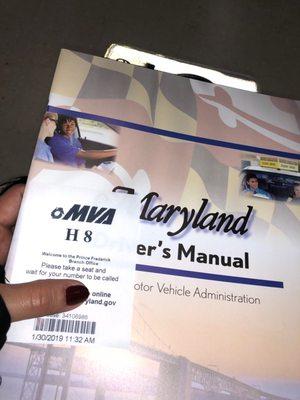 Maryland
er's Manual
otor Vehicle Administration
MVA
H 8
Welcome to the Prince Frederick
Branch Office
Please take a seat and
wait for your number to be called
online
ryland.gov
34106986
1/30/2019 11:32 AM